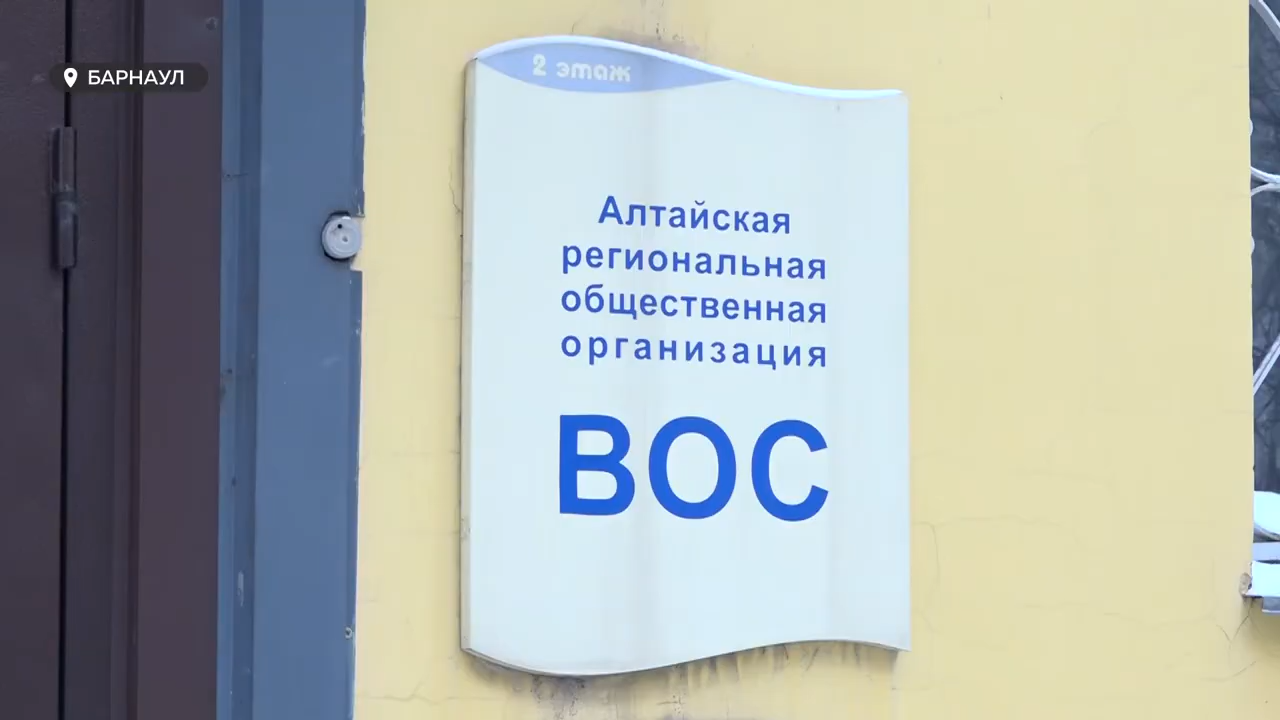 БАРНАУЛ
2 этаж
Алтайская
региональная
общественная
организация
ВОС